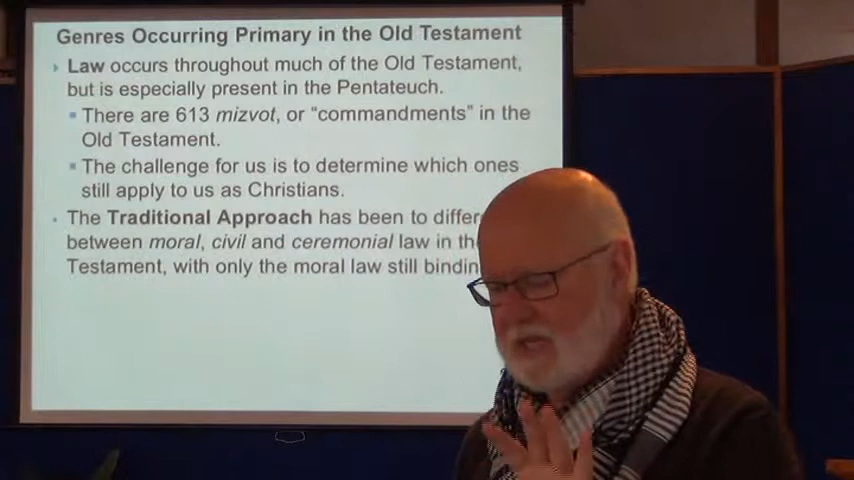 Genres Occurring Primary in the Old Testament
Law occurs throughout much of the Old Testament,
but is especially present in the Pentateuch.
There are 613 mizvot, or “commandments” in the
Old Testament.
The challenge for us is to determine which ones
still apply to us as Christians.
The Traditional Approach has been to
between moral, civil and ceremonial law in
Testament, with only the moral law still